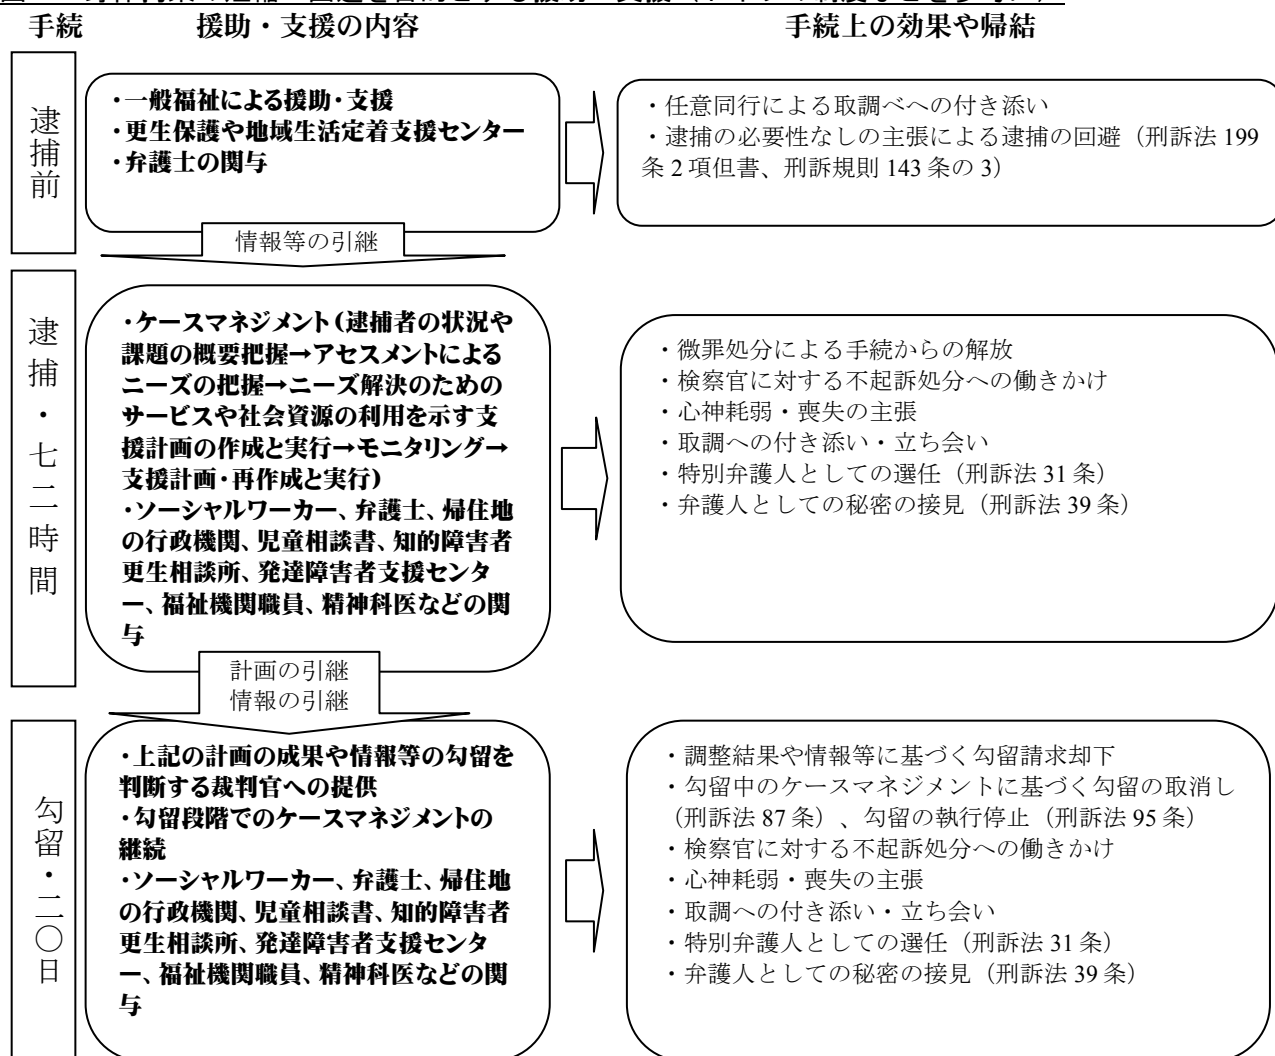 手続
援助・支援の内容
手続上の効果や帰結
逮捕前
・一般福祉による援助・支援
・更生保護や地域生活定着支援センター
・弁護士の関与
・任意同行による取調べへの付き添い
・逮捕の必要性なしの主張による逮捕の回避（刑訴法 199
条 2 項但書、刑訴規則 143 条の 3）
情報等の引継
逮捕・七二時間
・ケースマネジメント（逮捕者の状況や
課題の概要把握→アセスメントによる
ニーズの把握→ニーズ解決のための
サービスや社会資源の利用を示す支
援計画の作成と実行→モニタリング→
支援計画・再作成と実行）
・ソーシャルワーカー、弁護士、帰住地
の行政機関、児童相談書、知的障害者
更生相談所、発達障害者支援センタ
ー、福祉機関職員、精神科医などの関
与
・微罪処分による手続からの解放
・検察官に対する不起訴処分への働きかけ
・心神耗弱・喪失の主張
・取調への付き添い・立ち会い
・特別弁護人としての選任（刑訴法 31 条）
・弁護人としての秘密の接見（刑訴法 39 条）
計画の引継
情報の引継
勾留・二〇日
・上記の計画の成果や情報等の勾留を
判断する裁判官への提供
・勾留段階でのケースマネジメントの
継続
・ソーシャルワーカー、弁護士、帰住地
の行政機関、児童相談書、知的障害者
更生相談所、発達障害者支援センタ
ー、福祉機関職員、精神科医などの関
与
・調整結果や情報等に基づく勾留請求却下
・勾留中のケースマネジメントに基づく勾留の取消し
（刑訴法 87 条）、勾留の執行停止（刑訴法 95 条）
・検察官に対する不起訴処分への働きかけ
・心神耗弱・喪失の主張
・取調への付き添い・立ち会い
・特別弁護人としての選任（刑訴法 31 条）
・弁護人としての秘密の接見（刑訴法 39 条）